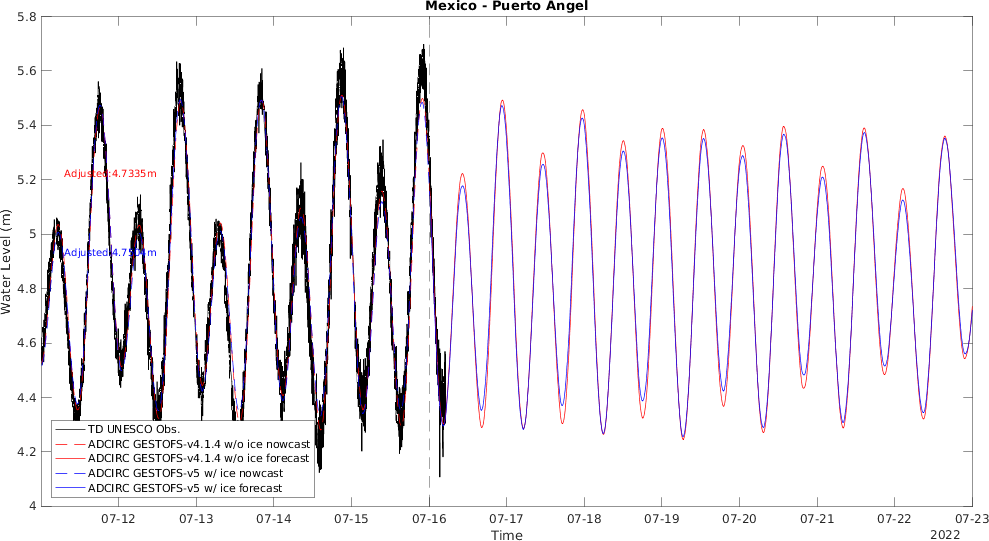 Mexico - Puerto Angel
5.8
5.6
5.4
5.2
5
4.8
4.6
4.4
4.2
4
Water Level (m)
Adjusted:4.7335m
TD UNESCO Obs.
ADCIRC GESTOFS-v4.1.4 w/o ice nowcast
ADCIRC GESTOFS-v4.1.4 w/o ice forecast
ADCIRC GESTOFS-v5 w/ ice nowcast
ADCIRC GESTOFS-v5 w/ ice forecast
07-12 07-13 07-14 07-15 07-16 07-17 07-18 07-19 07-20 07-21 07-22 07-23
Time
2022